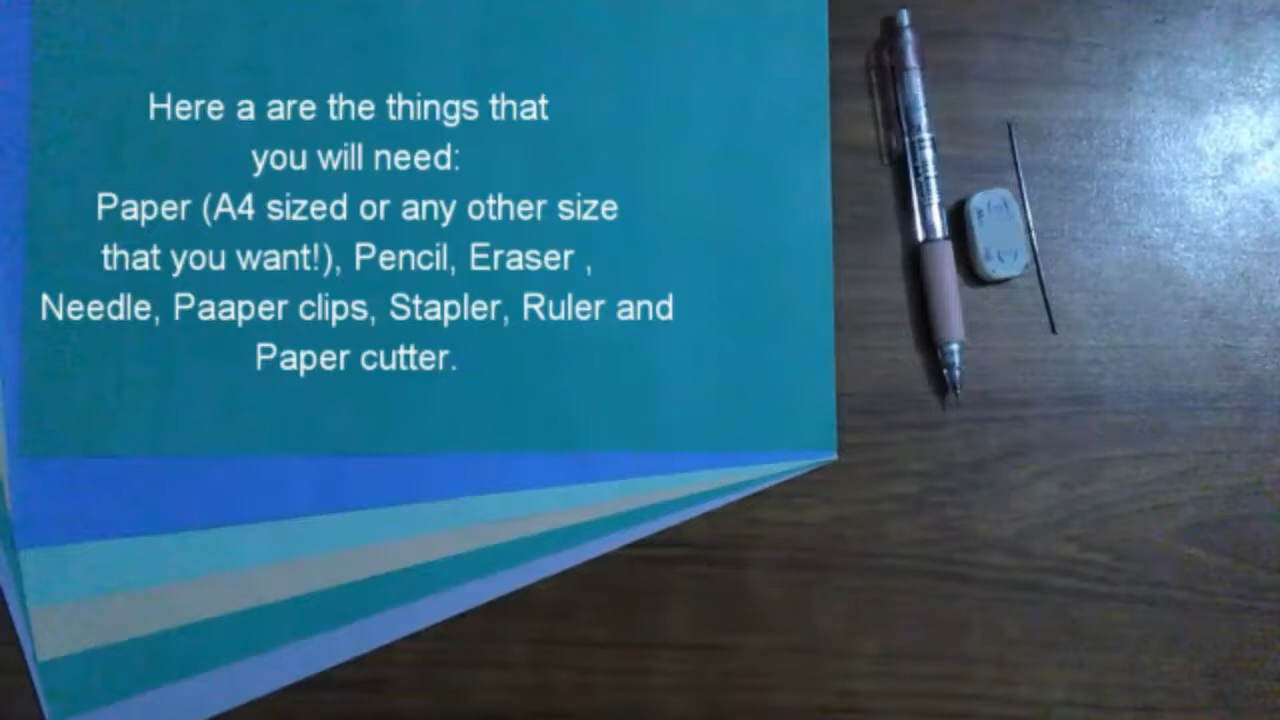 Here a are the things that
you will need:
Paper (A4 sized or any other size
that you want!), Pencil, Eraser ,
Needle, Paaper clips, Stapler, Ruler and
Paper cutter.